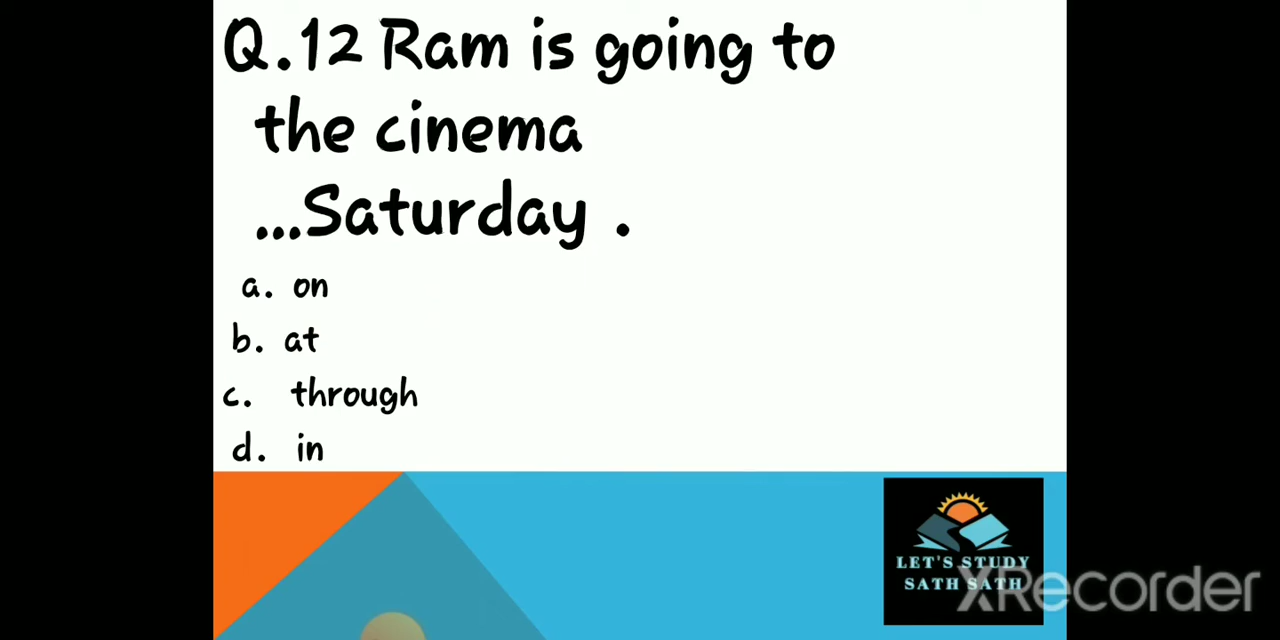 Q.12 Ram is going to
the cinema
...Saturday .
a. on
b. at
c. through
d. in
LET'S STUDY
SATH SATH
XRecorder